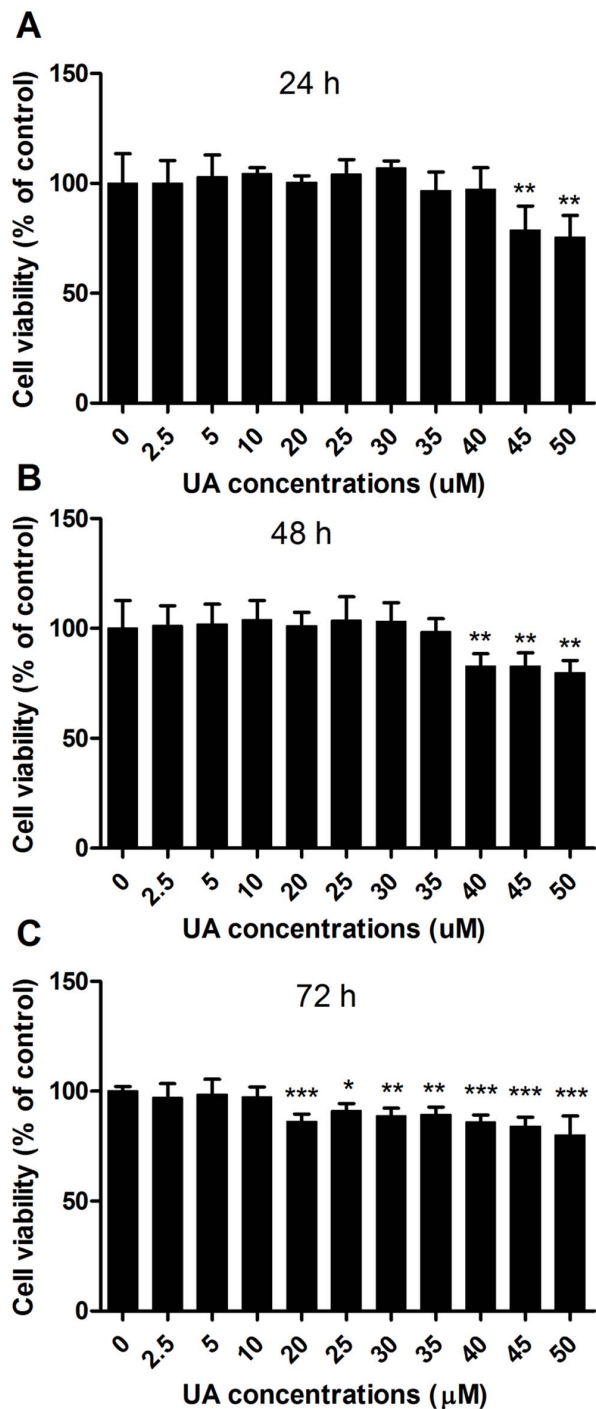 A
24 h
Cell viability (% of control)
150
100
50
0
** **
0 2.5 5 10 20 25 30 35 40 45 50
UA concentrations (uM)
B
48 h
Cell viability (% of control)
150
100
50
0
** ** **
0 2.5 5 10 20 25 30 35 40 45 50
UA concentrations (uM)
C
72 h
Cell viability (% of control)
150
100
50
0
*** * ** ** *** *** ***
0 2.5 5 10 20 25 30 35 40 45 50
UA concentrations (μM)